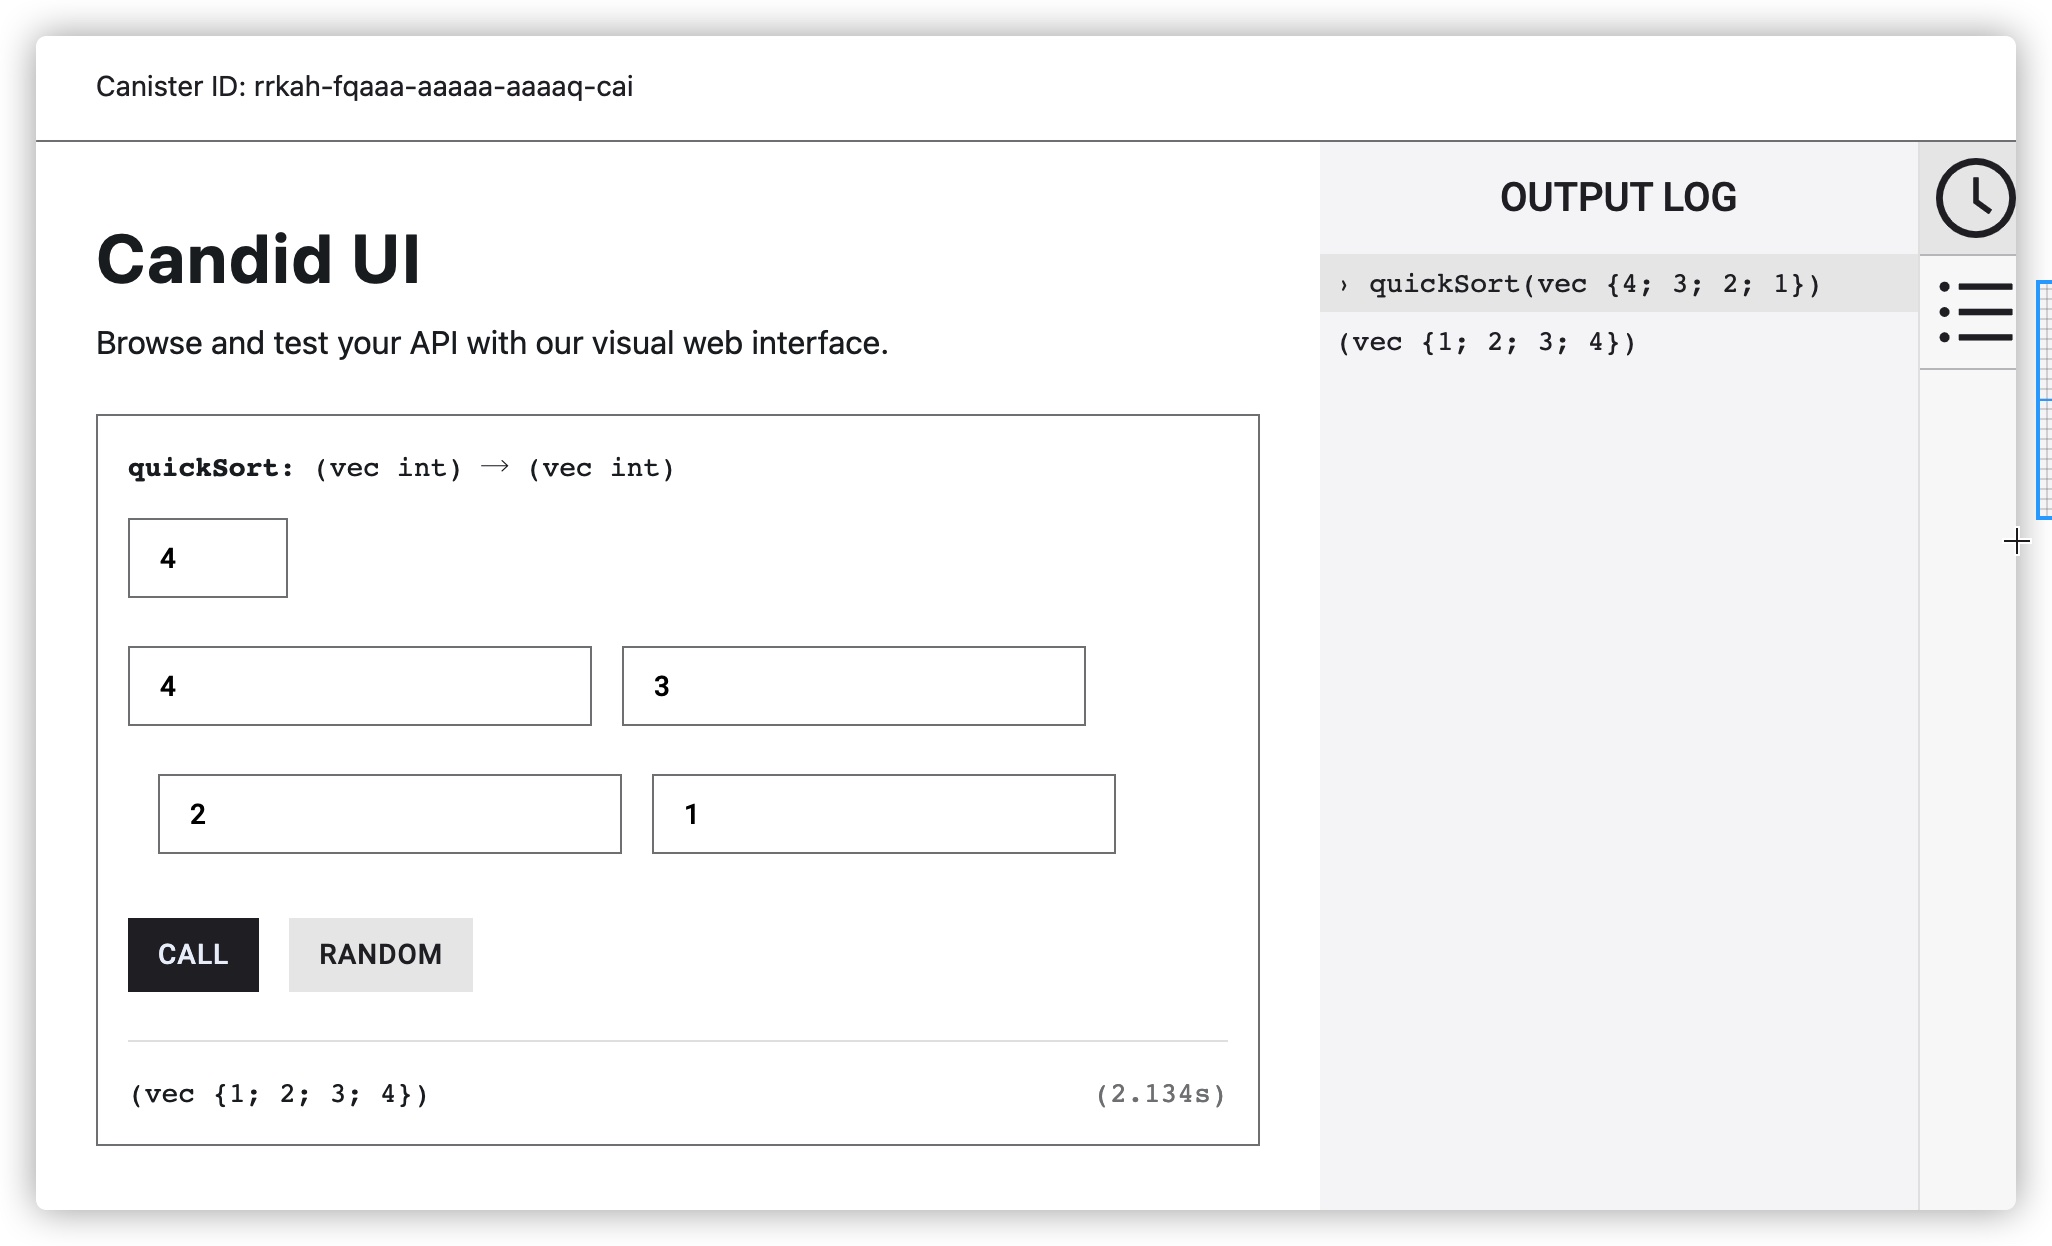 Canister ID: rrkah-fqaaa-aaaaa-aaaaq-cai
Candid UI
Browse and test your API with our visual web interface.
quickSort: (vec int) → (vec int)
4
4 3
2 1
CALL RANDOM
(vec {1; 2; 3; 4}) (2.134s)
OUTPUT LOG
› quickSort(vec {4; 3; 2; 1})
(vec {1; 2; 3; 4})